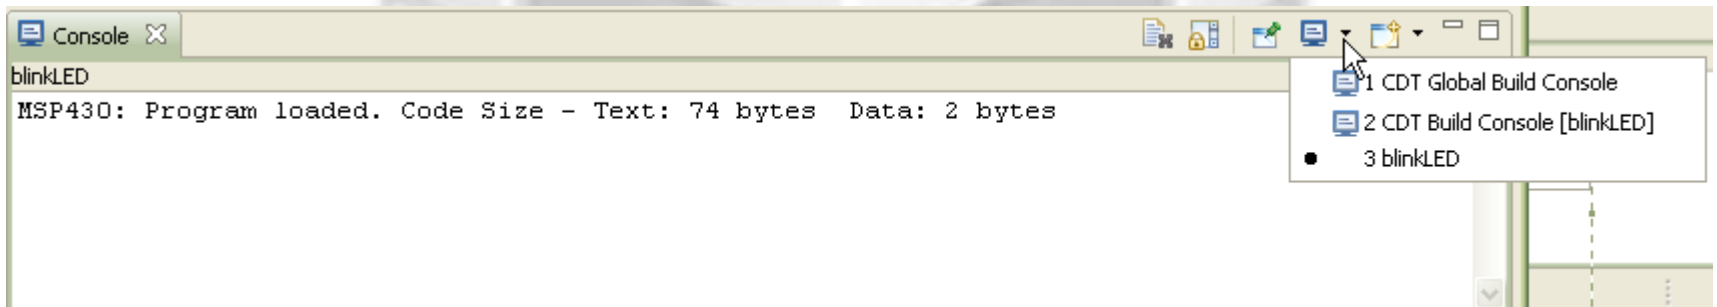 Console
blinkLED
MSP430: Program loaded. Code Size - Text: 74 bytes  Data: 2 bytes
1 CDT Global Build Console
2 CDT Build Console [blinkLED]
3 blinkLED